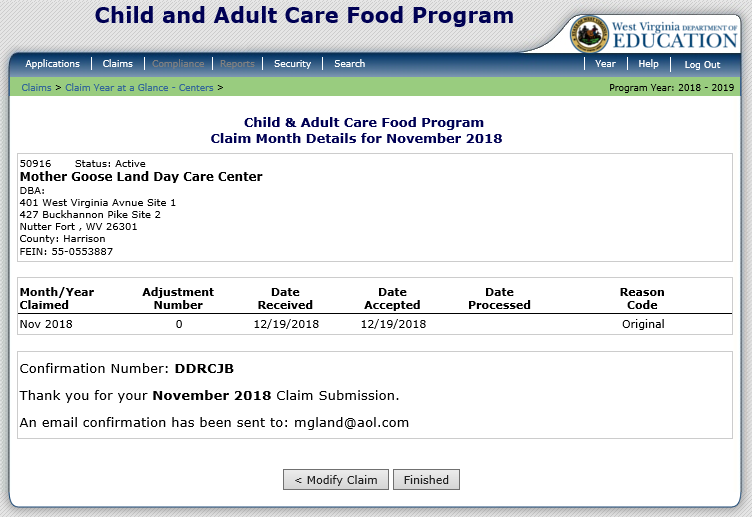 Child and Adult Care Food Program
West Virginia DEPARTMENT OF
EDUCATION
Applications Claims Compliance Reports Security Search Year Help Log Out
Claims > Claim Year at a Glance - Centers > Program Year: 2018 - 2019
Child & Adult Care Food Program
Claim Month Details for November 2018
50916 Status: Active
Mother Goose Land Day Care Center
DBA:
401 West Virginia Avnue Site 1
427 Buckhannon Pike Site 2
Nutter Fort , WV 26301
County: Harrison
FEIN: 55-0553887
Month/Year Adjustment Date Date Date Reason
Claimed Number Received Accepted Processed Code
Nov 2018 0 12/19/2018 12/19/2018 Original
Confirmation Number: DDRCJB
Thank you for your November 2018 Claim Submission.
An email confirmation has been sent to: mgland@aol.com
< Modify Claim Finished